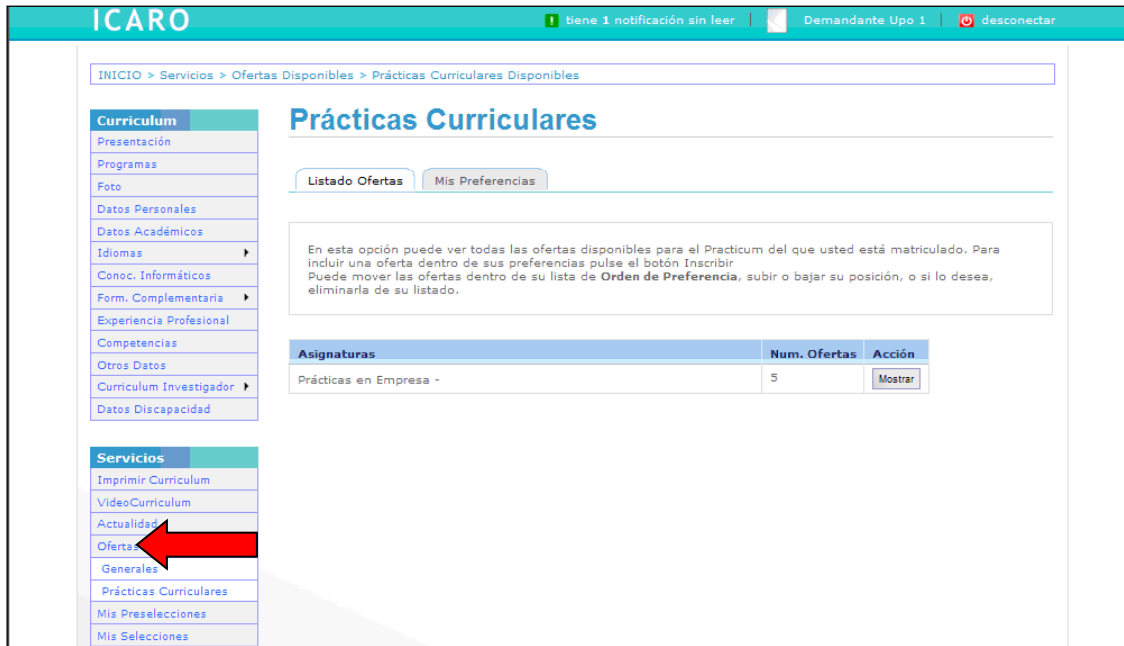 ICARO
tiene 1 notificación sin leer
Demandante Upo 1
desconectar
INICIO > Servicios > Ofertas Disponibles > Prácticas Curriculares Disponibles
Curriculum
Presentación
Programas
Foto
Datos Personales
Datos Académicos
Idiomas
Conoc. Informáticos
Form. Complementaria
Experiencia Profesional
Competencias
Otros Datos
Curriculum Investigador
Datos Discapacidad
Servicios
Imprimir Curriculum
VideoCurriculum
Actualidad
Ofertas
Generales
Prácticas Curriculares
Mis Preselecciones
Mis Selecciones
Prácticas Curriculares
Listado Ofertas
Mis Preferencias
En esta opción puede ver todas las ofertas disponibles para el Practicum del que usted está matriculado. Para
incluir una oferta dentro de sus preferencias pulse el botón Inscribir
Puede mover las ofertas dentro de su lista de Orden de Preferencia, subir o bajar su posición, o si lo desea,
eliminarla de su listado.
Asignaturas Num. Ofertas Acción
Prácticas en Empresa - 5 Mostrar